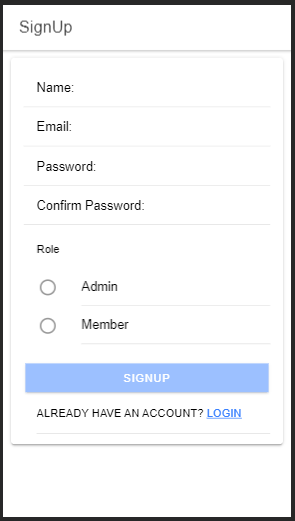 SignUp
Name:
Email:
Password:
Confirm Password:
Role
Admin
Member
SIGNUP
ALREADY HAVE AN ACCOUNT? LOGIN